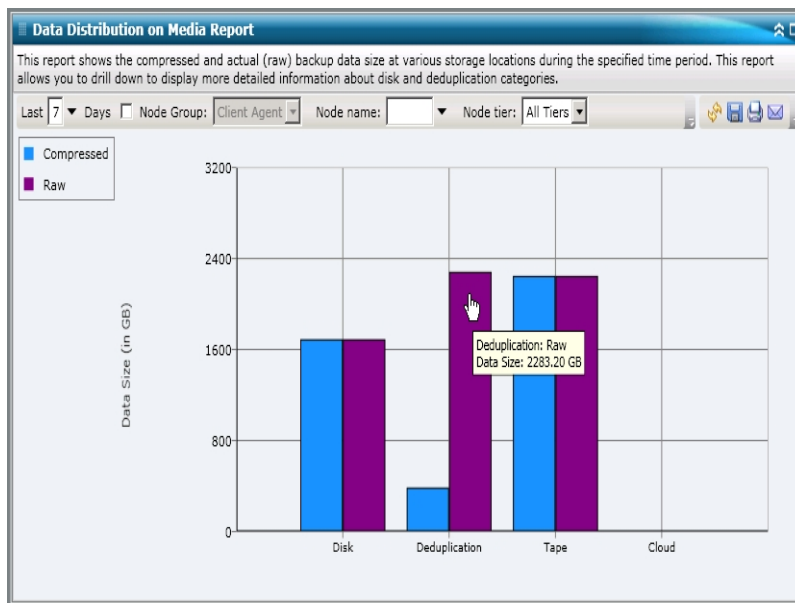 Data Distribution on Media Report
This report shows the compressed and actual (raw) backup data size at various storage locations during the specified time period. This report
allows you to drill down to display more detailed information about disk and deduplication categories.
Last 7 Days Node Group: Client Agent Node name: Node tier: All Tiers
Compressed
Raw
3200
2400
1600
800
0
Data Size (in GB)
Deduplication: Raw
Data Size: 2283.20 GB
Disk Deduplication Tape Cloud